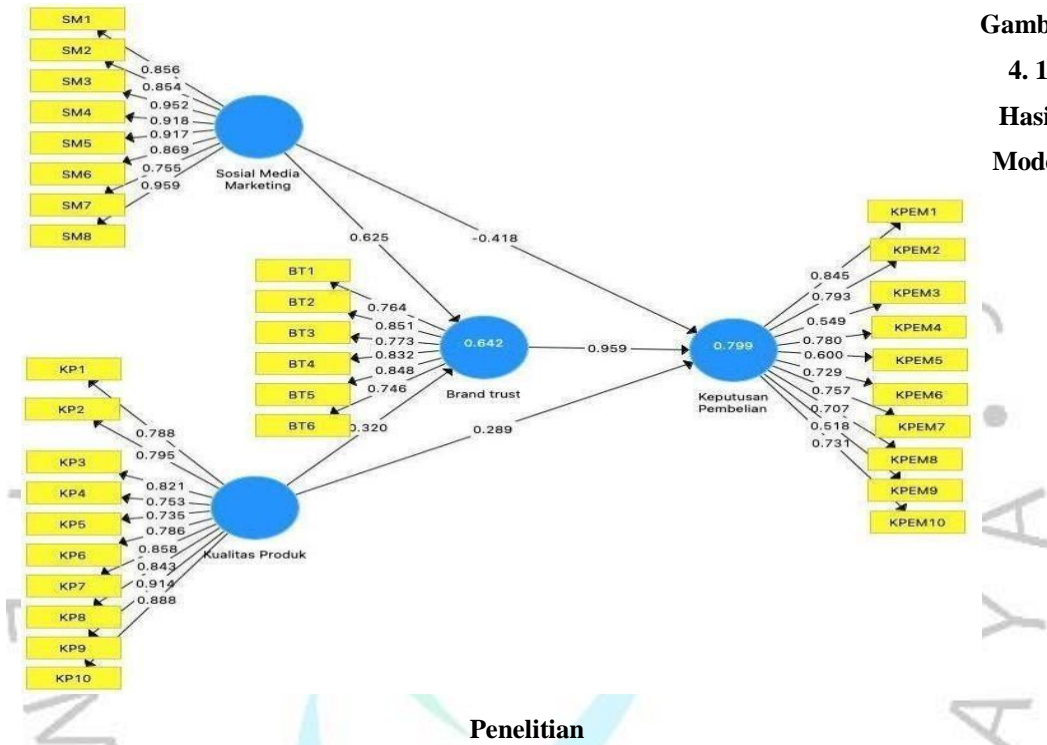 Gamb
4. 1
Hasi
Mode
SM1
SM2
SM3
SM4
SM5
SM6
SM7
SM8
0.856
0.854
0.952
0.918
0.917
0.869
0.755
0.959
Sosial Media
Marketing
0.625
-0.418
BT1
BT2
BT3
BT4
BT5
BT6
0.764
0.851
0.773
0.832
0.848
0.746
0.642
Brand trust
0.959
0.799
Keputusan
Pembelian
KPEM1
KPEM2
KPEM3
KPEM4
KPEM5
KPEM6
KPEM7
KPEM8
KPEM9
KPEM10
0.845
0.793
0.549
0.780
0.600
0.729
0.757
0.707
0.518
0.731
KP1
KP2
KP3
KP4
KP5
KP6
KP7
KP8
KP9
KP10
0.788
0.795
0.821
0.753
0.735
0.786
0.858
0.843
0.914
0.888
Kualitas Produk
0.320
0.289
Penelitian